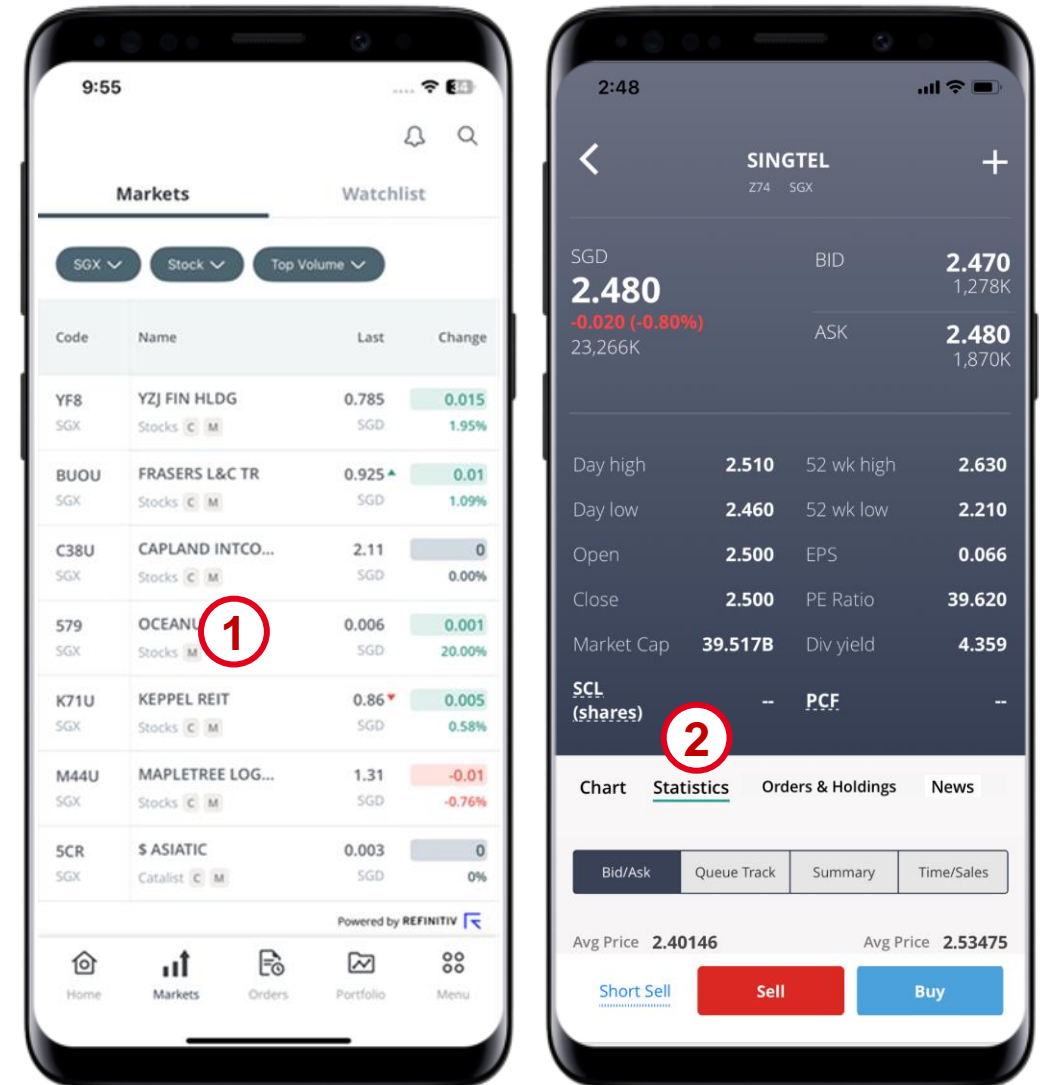 9:55
34
Markets Watchlist
SGX Stock Top Volume
Code Name Last Change
YF8 YZJ FIN HLDG 0.785 0.015
SGX Stocks C M SGD 1.95%
BUOU FRASERS L&C TR 0.925 0.01
SGX Stocks C M SGD 1.09%
C38U CAPLAND INTCO... 2.11 0
SGX Stocks C M SGD 0.00%
579 OCEANU 0.006 0.001
SGX Stocks M SGD 20.00%
1
K71U KEPPEL REIT 0.86 0.005
SGX Stocks C M SGD 0.58%
M44U MAPLETREE LOG... 1.31 -0.01
SGX Stocks C M SGD -0.76%
5CR $ ASIATIC 0.003 0
SGX Catalist C M SGD 0%
Powered by REFINITIV
Home Markets Orders Portfolio Menu
2:48
SINGTEL
Z74 SGX
SGD BID 2.470
2.480 1,278K
-0.020 (-0.80%) ASK 2.480
23,266K 1,870K
Day high 2.510 52 wk high 2.630
Day low 2.460 52 wk low 2.210
Open 2.500 EPS 0.066
Close 2.500 PE Ratio 39.620
Market Cap 39.517B Div yield 4.359
SCL
(shares) -- PCF --
2
Chart Statistics Orders & Holdings News
Bid/Ask Queue Track Summary Time/Sales
Avg Price 2.40146 Avg Price 2.53475
Short Sell Sell Buy